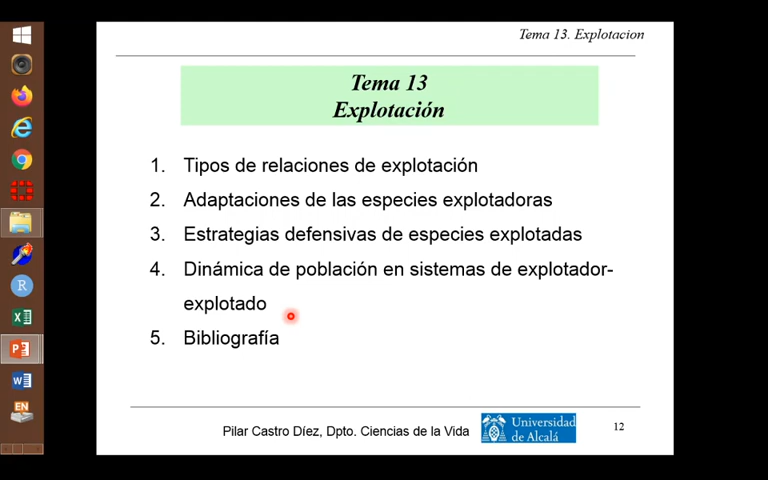 Tema 13. Explotacion
Tema 13
Explotación
1. Tipos de relaciones de explotación
2. Adaptaciones de las especies explotadoras
3. Estrategias defensivas de especies explotadas
4. Dinámica de población en sistemas de explotador-
explotado
5. Bibliografía
Pilar Castro Díez, Dpto. Ciencias de la Vida
Universidad
de Alcalá
12
R
X
P
W
EN